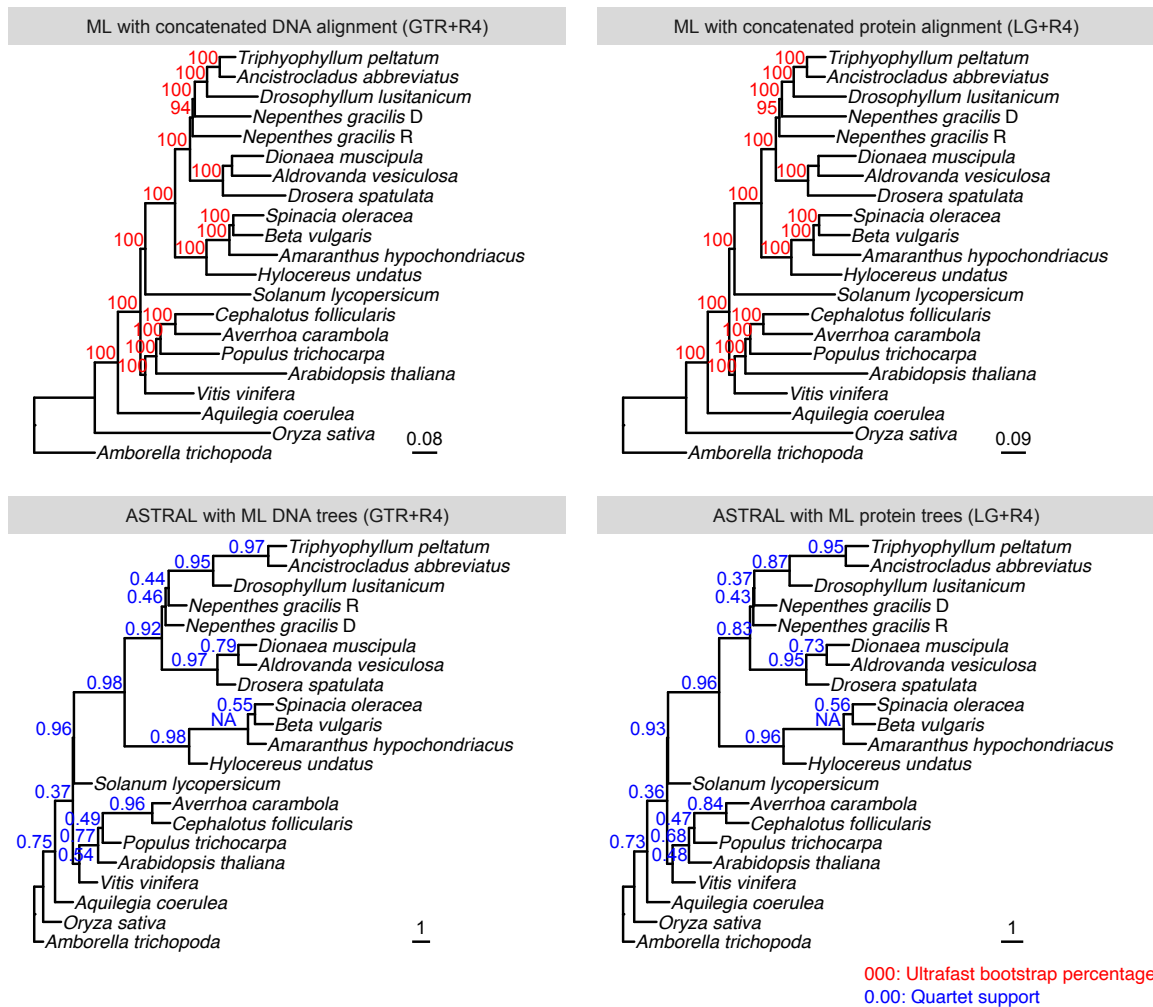 ML with concatenated DNA alignment (GTR+R4)
100
Triphyophyllum peltatum
100
Ancistrocladus abbreviatus
100
Drosophyllum lusitanicum
94
Nepenthes gracilis D
100
Nepenthes gracilis R
Dionaea muscipula
100
Aldrovanda vesiculosa
Drosera spatulata
100
100
Spinacia oleracea
100
Beta vulgaris
100
100
Amaranthus hypochondriacus
Hylocereus undatus
Solanum lycopersicum
100
100
Cephalotus follicularis
100
Averrhoa carambola
100
100
Populus trichocarpa
100
Arabidopsis thaliana
Vitis vinifera
Aquilegia coerulea
Oryza sativa
0.08
Amborella trichopoda
ML with concatenated protein alignment (LG+R4)
100
Triphyophyllum peltatum
100
Ancistrocladus abbreviatus
100
Drosophyllum lusitanicum
95
Nepenthes gracilis D
100
Nepenthes gracilis R
Dionaea muscipula
100
Aldrovanda vesiculosa
Drosera spatulata
100
100
Spinacia oleracea
100
Beta vulgaris
100
100
Amaranthus hypochondriacus
Hylocereus undatus
Solanum lycopersicum
100
100
Cephalotus follicularis
100
Averrhoa carambola
100
100
Populus trichocarpa
100
Arabidopsis thaliana
Vitis vinifera
Aquilegia coerulea
Oryza sativa
0.09
Amborella trichopoda
ASTRAL with ML DNA trees (GTR+R4)
0.97
Triphyophyllum peltatum
0.95
Ancistrocladus abbreviatus
0.44
Drosophyllum lusitanicum
0.46
Nepenthes gracilis R
0.92
Nepenthes gracilis D
0.79
Dionaea muscipula
0.97
Aldrovanda vesiculosa
0.98
Drosera spatulata
0.55
Spinacia oleracea
NA
Beta vulgaris
0.96
0.98
Amaranthus hypochondriacus
Hylocereus undatus
0.37
Solanum lycopersicum
0.96
Averrhoa carambola
0.49
Cephalotus follicularis
0.75
0.77
Populus trichocarpa
0.54
Arabidopsis thaliana
Vitis vinifera
Aquilegia coerulea
Oryza sativa
1
Amborella trichopoda
ASTRAL with ML protein trees (LG+R4)
0.95
Triphyophyllum peltatum
0.87
Ancistrocladus abbreviatus
0.37
Drosophyllum lusitanicum
0.43
Nepenthes gracilis D
0.83
Nepenthes gracilis R
0.73
Dionaea muscipula
0.95
Aldrovanda vesiculosa
0.96
Drosera spatulata
0.56
Spinacia oleracea
NA
Beta vulgaris
0.93
0.96
Amaranthus hypochondriacus
Hylocereus undatus
0.36
Solanum lycopersicum
0.84
Averrhoa carambola
0.47
Cephalotus follicularis
0.73
0.68
Populus trichocarpa
0.48
Arabidopsis thaliana
Vitis vinifera
Aquilegia coerulea
Oryza sativa
1
Amborella trichopoda
000: Ultrafast bootstrap percentage
0.00: Quartet support